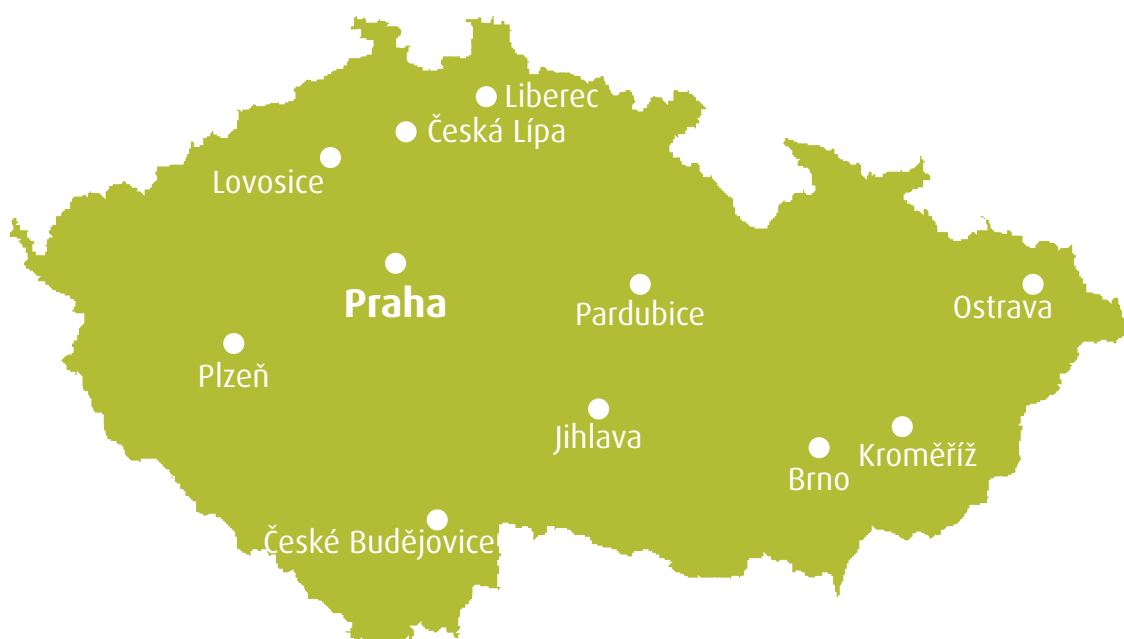 Liberec
Česká Lípa
Lovosice
Praha
Pardubice
Ostrava
Plzeň
Jihlava
Kroměříž
Brno
České Budějovice